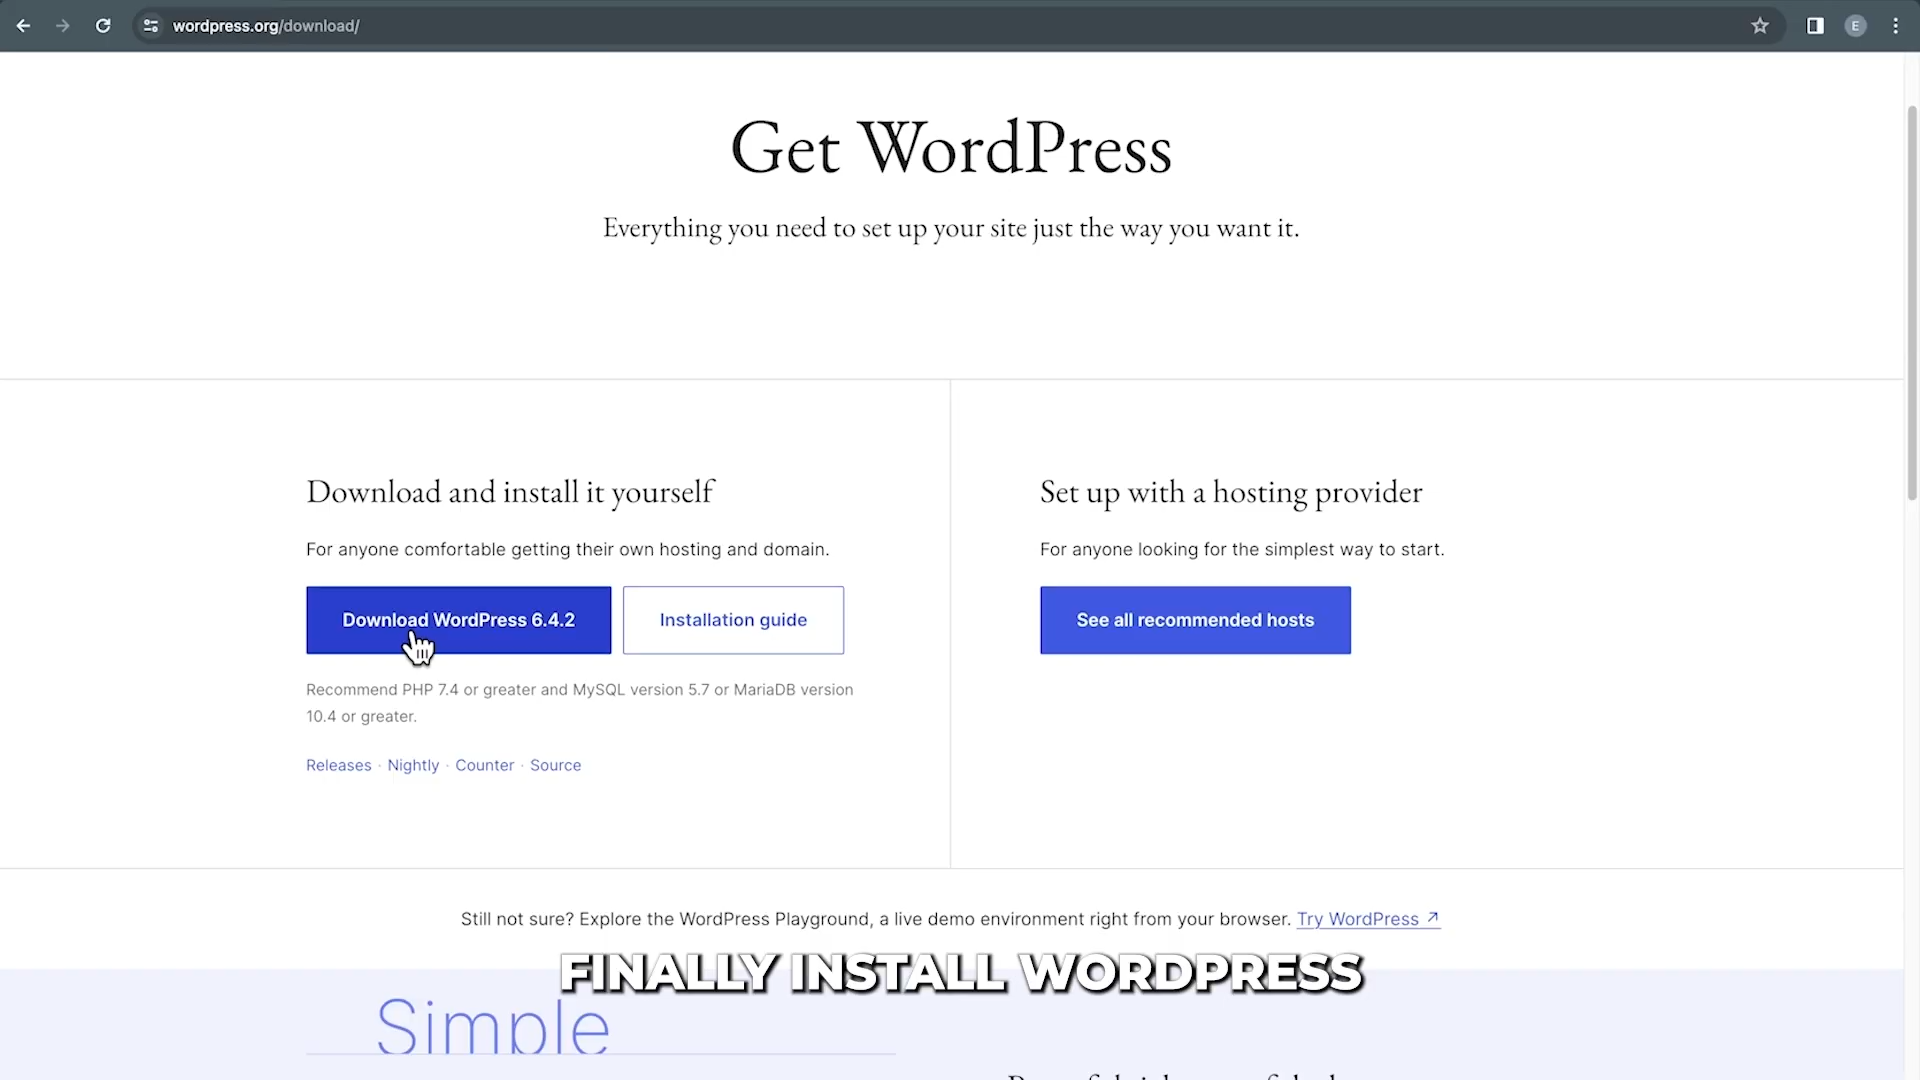 wordpress.org/download/
E
Get WordPress
Everything you need to set up your site just the way you want it.
Download and install it yourself
For anyone comfortable getting their own hosting and domain.
Download WordPress 6.4.2
Installation guide
Recommend PHP 7.4 or greater and MySQL version 5.7 or MariaDB version
10.4 or greater.
Releases · Nightly · Counter · Source
Set up with a hosting provider
For anyone looking for the simplest way to start.
See all recommended hosts
Still not sure? Explore the WordPress Playground, a live demo environment right from your browser. Try WordPress ↗
FINALLY INSTALL WORDPRESS
Simple